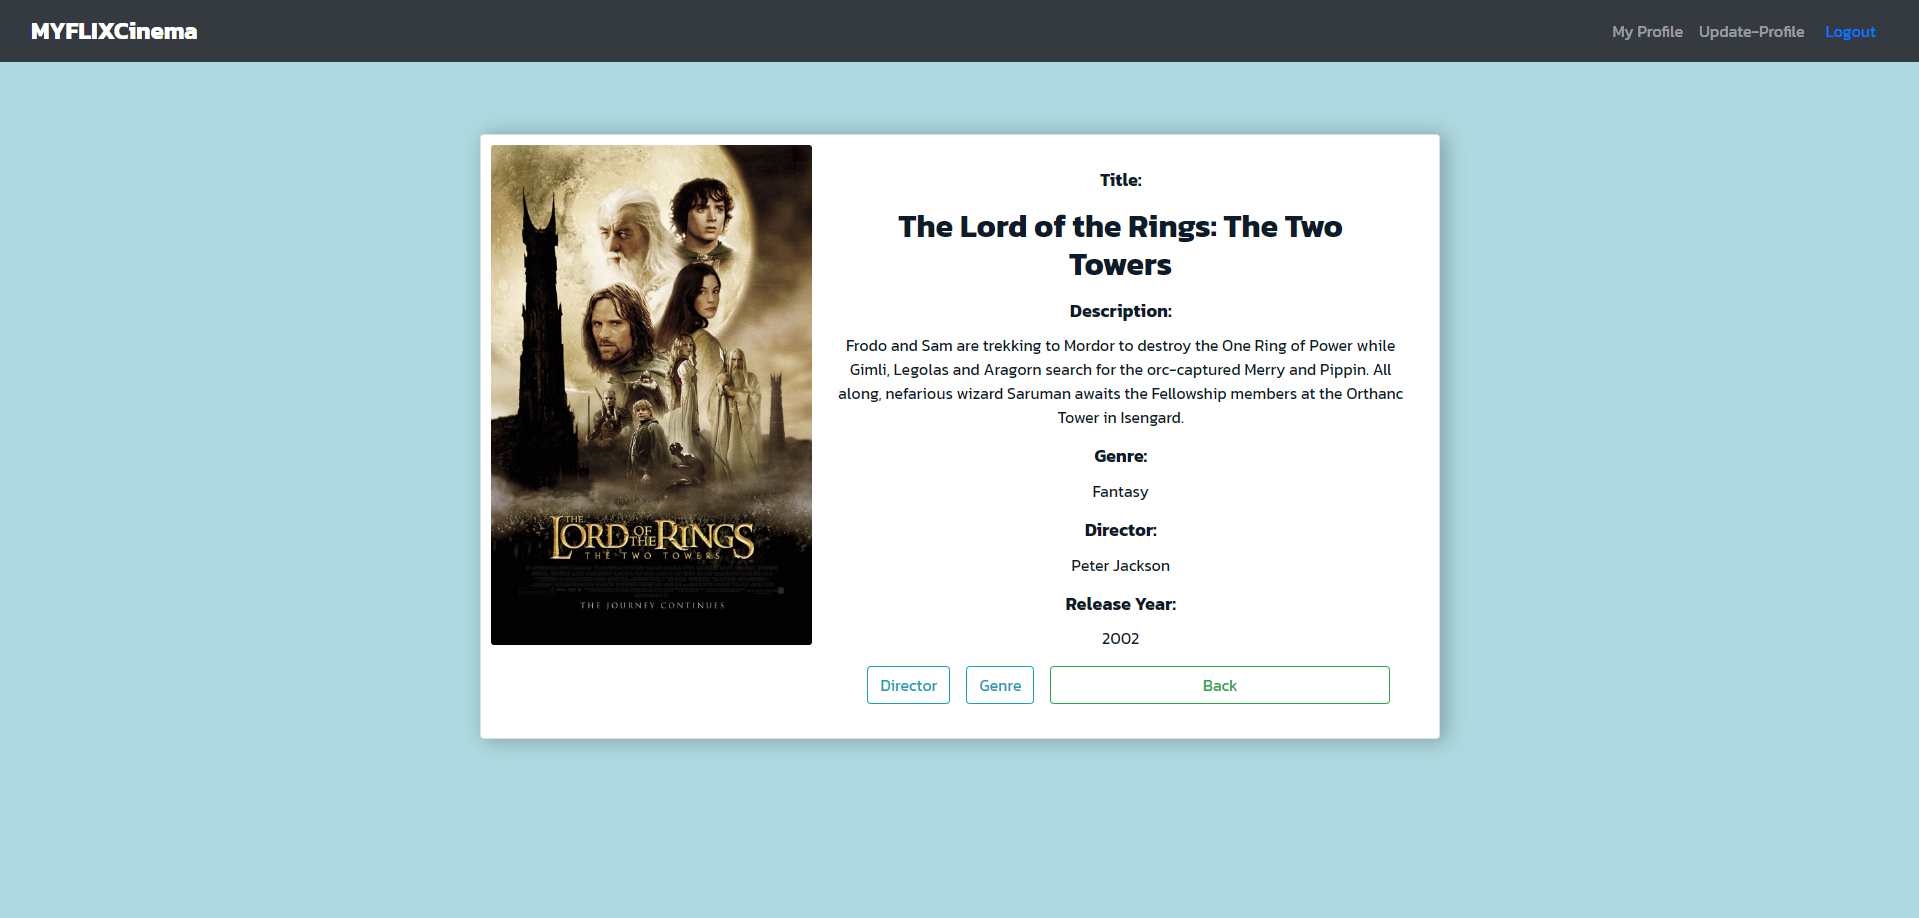 MYFLIXCinema
My Profile Update-Profile Logout
THE
LORD OF THE RINGS
THE TWO TOWERS
THE JOURNEY CONTINUES
Title:
The Lord of the Rings: The Two
Towers
Description:
Frodo and Sam are trekking to Mordor to destroy the One Ring of Power while
Gimli, Legolas and Aragorn search for the orc-captured Merry and Pippin. All
along, nefarious wizard Saruman awaits the Fellowship members at the Orthanc
Tower in Isengard.
Genre:
Fantasy
Director:
Peter Jackson
Release Year:
2002
Director Genre Back